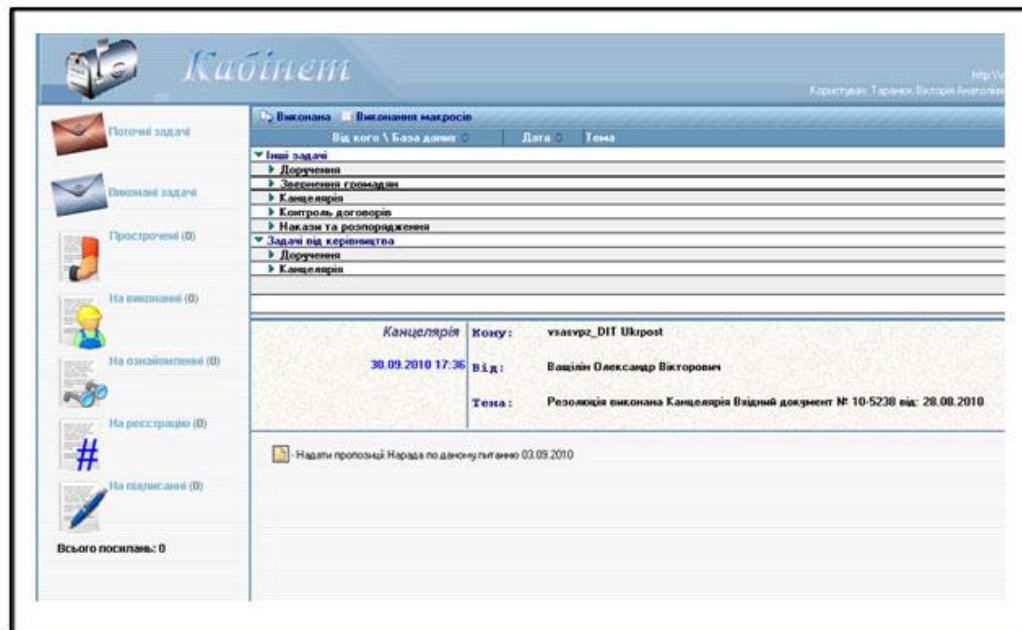 Кабінет
http:\\
Користувач: Таранюк Вікторія Анатоліїв
Поточні задачі
Виконані задачі
Прострочені (0)
На виконанні (0)
На ознайомленні (0)
На реєстрацію (0)
На підписанні (0)
Всього посилань: 0
Виконана Виконання макросів
Від кого \ База даних Дата Тема
Інші задачі
Доручення
Звернення громадян
Канцелярія
Контроль договорів
Накази та розпорядження
Задачі від керівництва
Доручення
Канцелярія
Канцелярія Кому: vsasvpz_DIT Ukrpost
30.09.2010 17:36 Від: Ващілін Олександр Вікторович
Тема: Резолюція виконана Канцелярія Вхідний документ № 10-5238 від: 28.08.2010
- Надати пропозиції.Нарада по даному питанню 03.09.2010